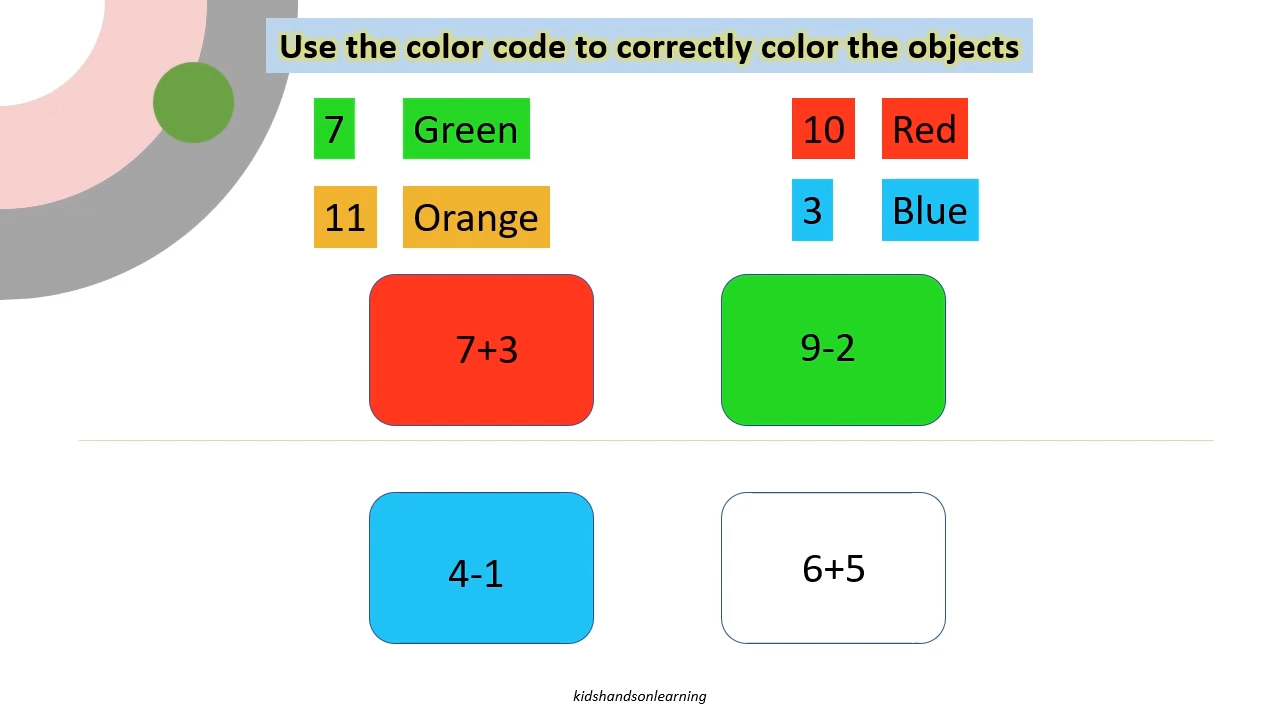 Use the color code to correctly color the objects
7 Green
10 Red
11 Orange
3 Blue
7+3
9-2
4-1
6+5
kidshandsonlearning